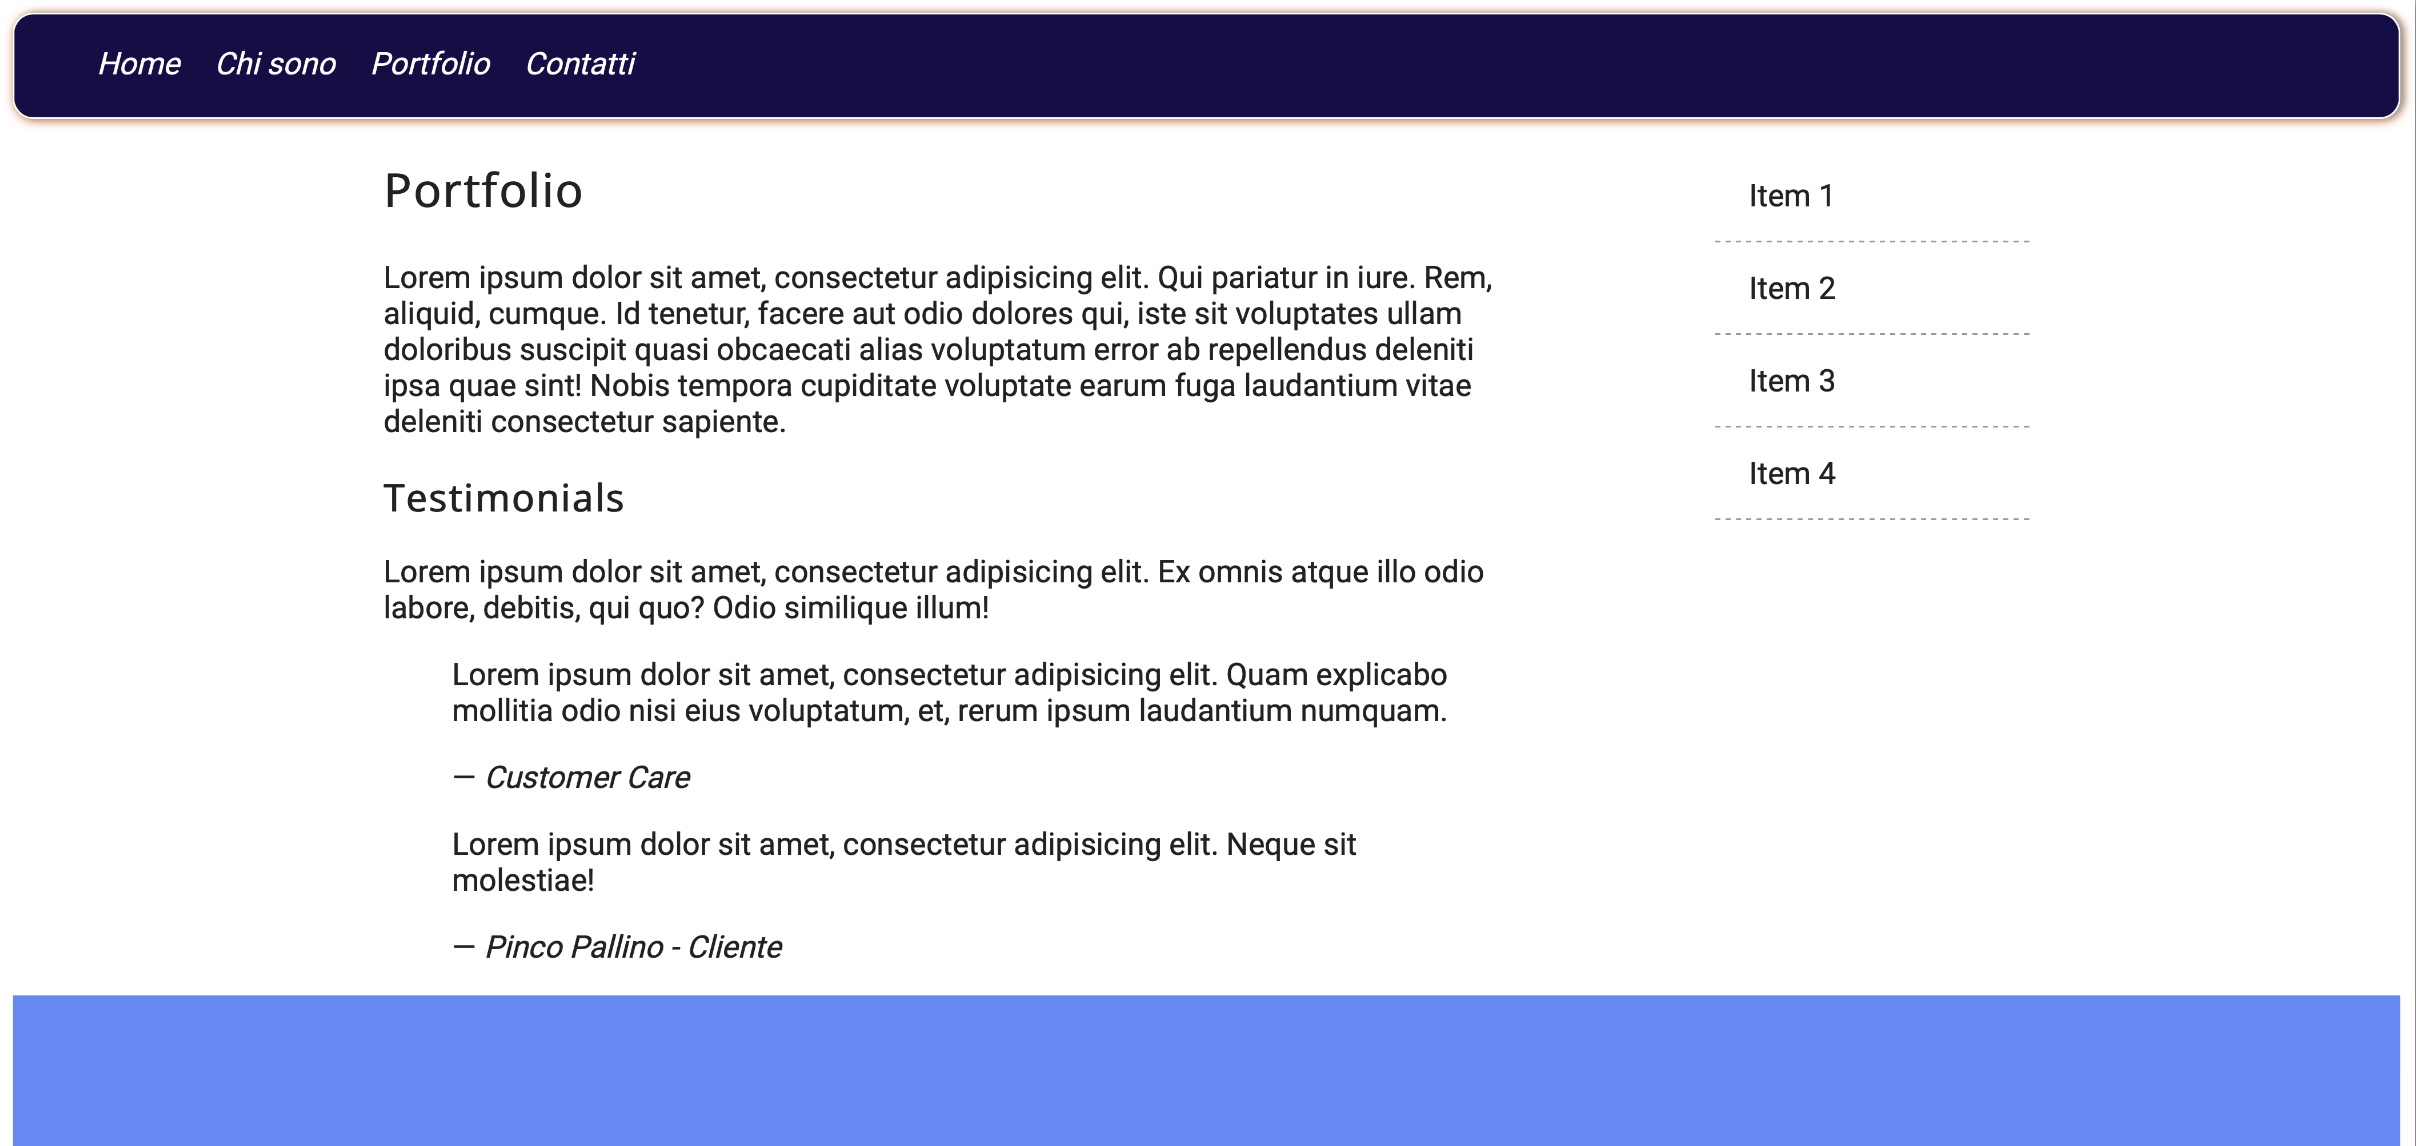 Home Chi sono Portfolio Contatti
Portfolio
Lorem ipsum dolor sit amet, consectetur adipisicing elit. Qui pariatur in iure. Rem,
aliquid, cumque. Id tenetur, facere aut odio dolores qui, iste sit voluptates ullam
doloribus suscipit quasi obcaecati alias voluptatum error ab repellendus deleniti
ipsa quae sint! Nobis tempora cupiditate voluptate earum fuga laudantium vitae
deleniti consectetur sapiente.
Testimonials
Lorem ipsum dolor sit amet, consectetur adipisicing elit. Ex omnis atque illo odio
labore, debitis, qui quo? Odio similique illum!
Lorem ipsum dolor sit amet, consectetur adipisicing elit. Quam explicabo
mollitia odio nisi eius voluptatum, et, rerum ipsum laudantium numquam.
— Customer Care
Lorem ipsum dolor sit amet, consectetur adipisicing elit. Neque sit
molestiae!
— Pinco Pallino - Cliente
Item 1
Item 2
Item 3
Item 4